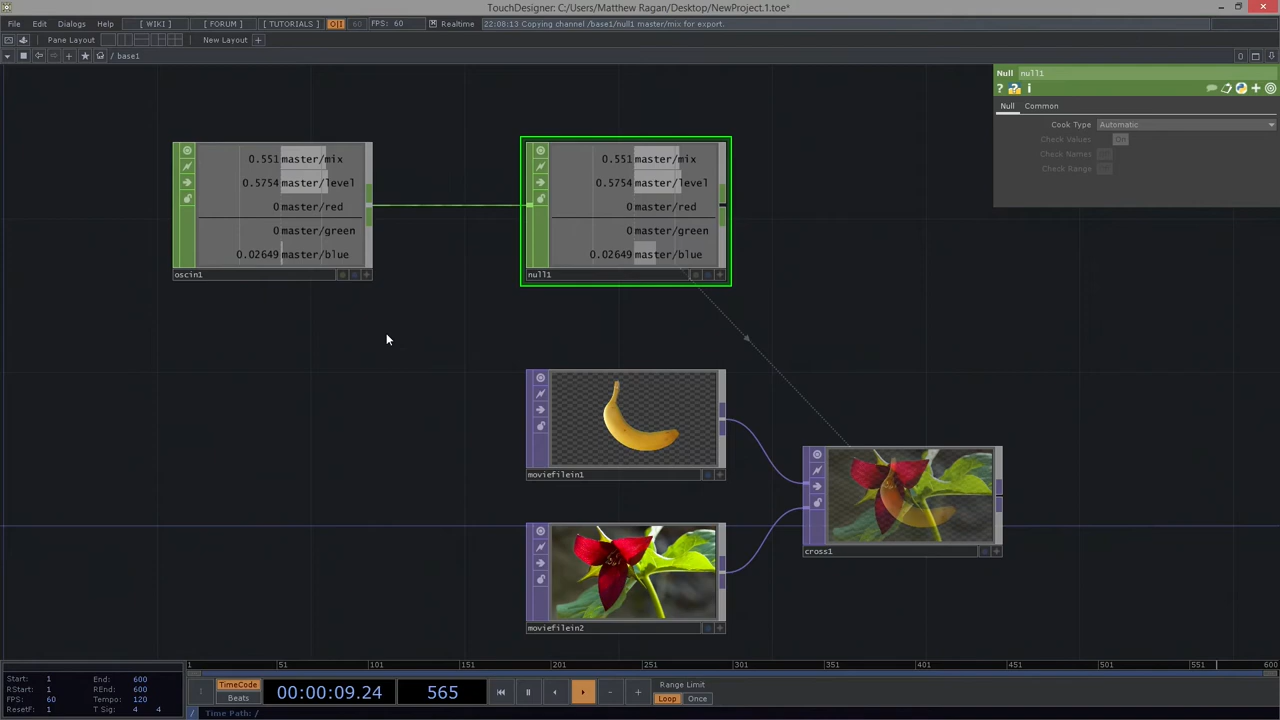 TouchDesigner: C:/Users/Matthew Ragan/Desktop/NewProject.1.toe*
File Edit Dialogs Help [ WIKI ] [ FORUM ] [ TUTORIALS ] O|I FPS: 60 Realtime 22:08:13 Copying channel /base1/null1 master/mix for export.
Pane Layout New Layout +
/ base1
Null null1
Null Common
Cook Type Automatic
Check Values On
Check Names
Check Range
0.551 master/mix
0.5754 master/level
0 master/red
0 master/green
0.02649 master/blue
oscin1
0.551 master/mix
0.5754 master/level
0 master/red
0 master/green
0.02649 master/blue
null1
moviefilein1
cross1
moviefilein2
1 51 101 151 201 251 301 351 401 451 501 551 600
Start: 1 End: 600
RStart: 1 REnd: 600
FPS: 60 Tempo: 120
ResetF: 1 T Sig: 4 4
TimeCode
Beats
00:00:09.24
565
Range Limit
Loop Once
/ Time Path: /